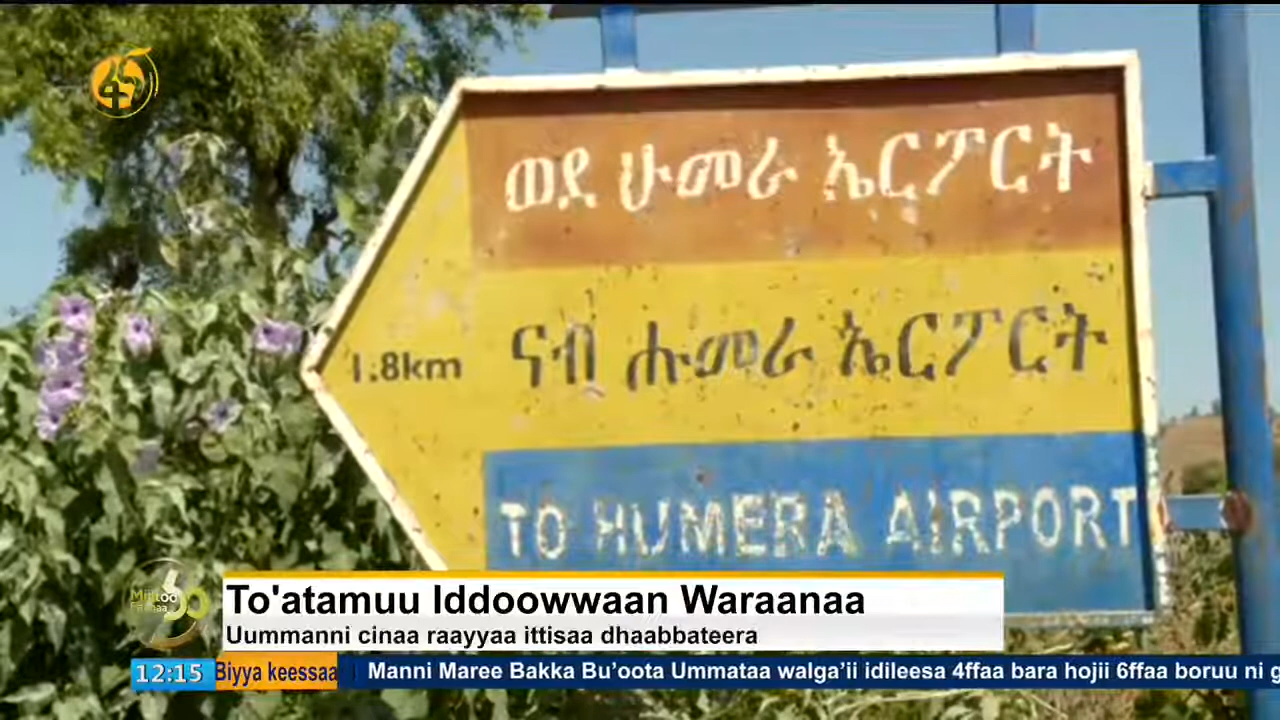 ወደ ሁመራ ኤርፖርት
ናብ ሑመራ ኤርፖርት
1.8km
TO HUMERA AIRPORT
To'atamuu Iddoowwaan Waraanaa
Uummanni cinaa raayyaa ittisaa dhaabbateera
12:15 Biyya keessaa Manni Maree Bakka Bu’oota Ummataa walga’ii idileesa 4ffaa bara hojii 6ffaa boruu ni